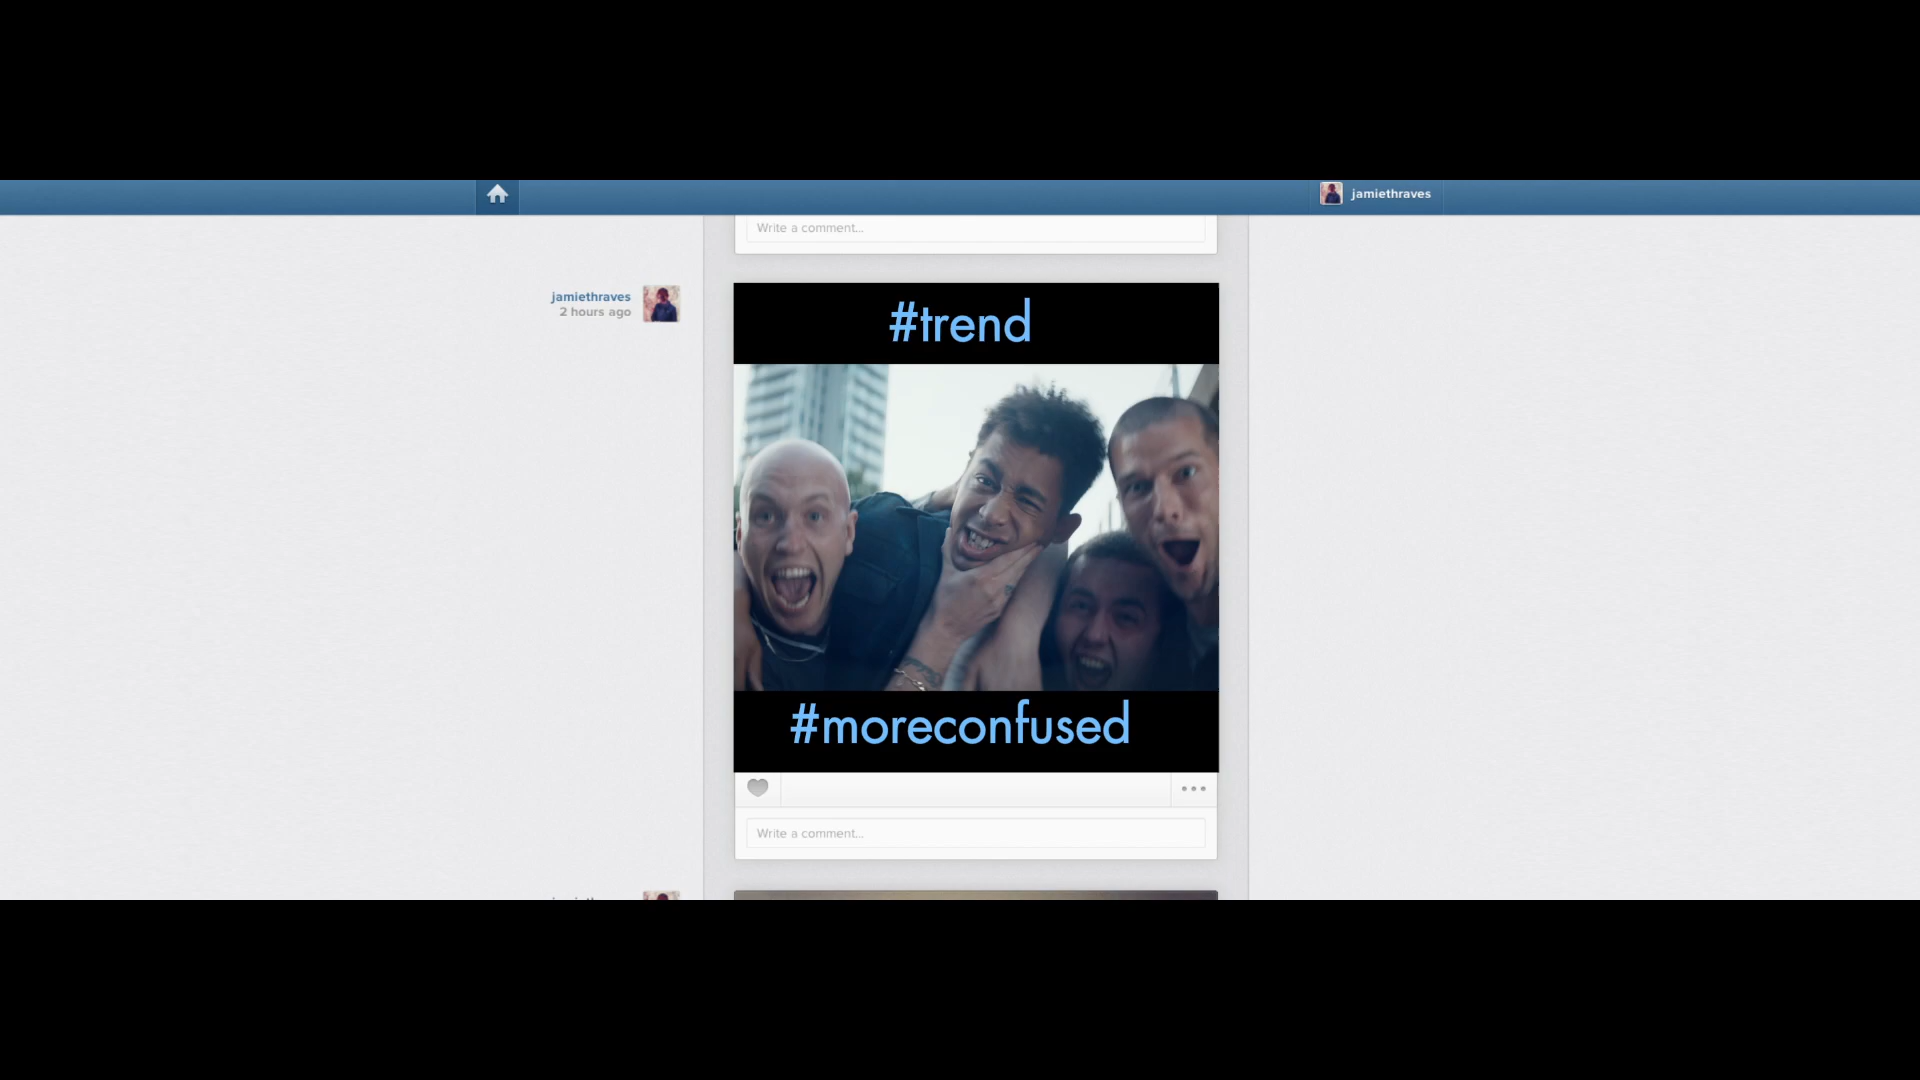 jamiethraves
Write a comment...
jamiethraves
2 hours ago
#trend
#moreconfused
Write a comment...